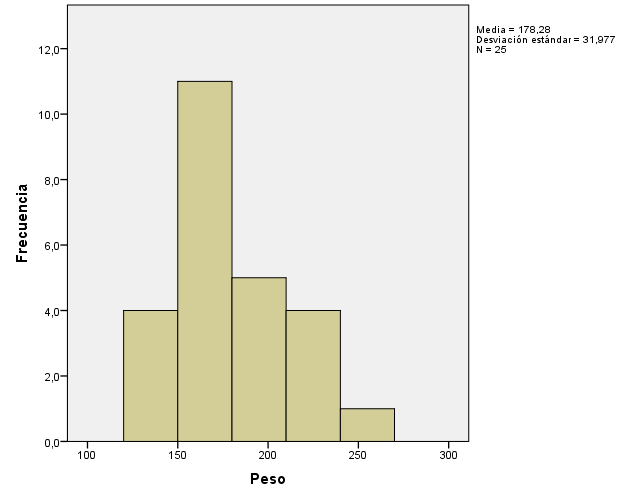 Media = 178,28
Desviación estándar = 31,977
N = 25
12,0
10,0
8,0
6,0
4,0
2,0
0,0
Frecuencia
100 150 200 250 300
Peso